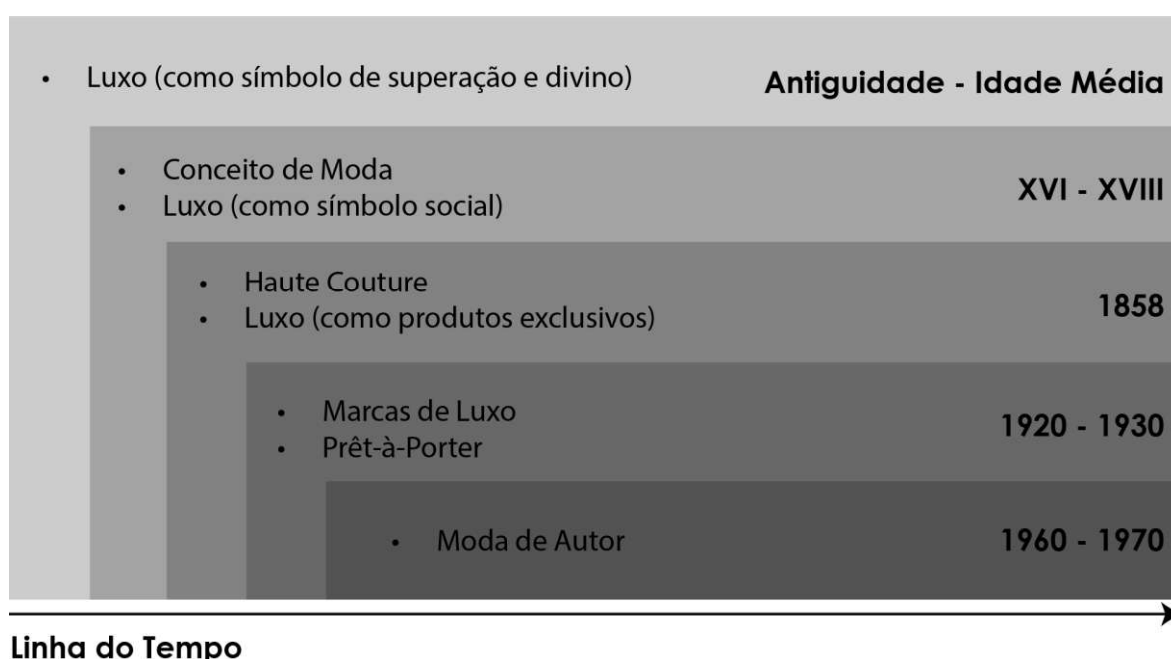 • Luxo (como símbolo de superação e divino) Antiguidade - Idade Média
• Conceito de Moda
• Luxo (como símbolo social)
XVI - XVIII
• Haute Couture
• Luxo (como produtos exclusivos)
1858
• Marcas de Luxo
• Prêt-à-Porter
1920 - 1930
• Moda de Autor 1960 - 1970
Linha do Tempo